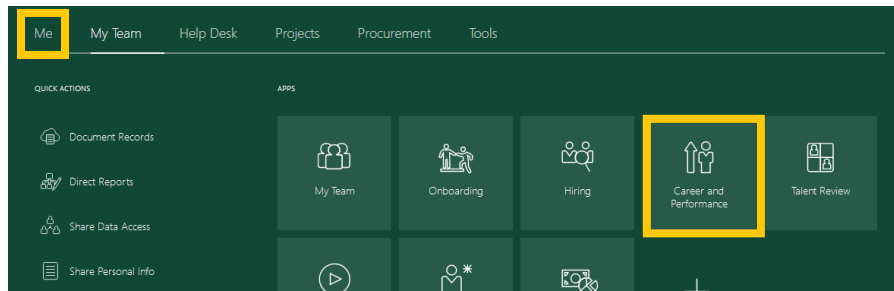 Me My Team Help Desk Projects Procurement Tools
QUICK ACTIONS
Document Records
Direct Reports
Share Data Access
Share Personal Info
APPS
My Team
Onboarding
Hiring
Career and
Performance
Talent Review